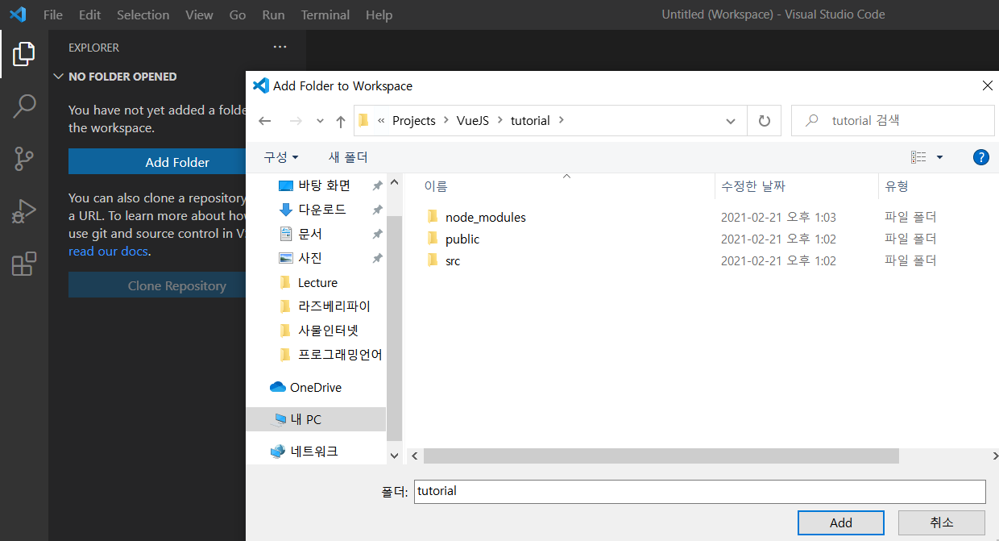 File Edit Selection View Go Run Terminal Help Untitled (Workspace) - Visual Studio Code
EXPLORER ···
NO FOLDER OPENED
You have not yet added a folde
the workspace.
Add Folder
You can also clone a repository
a URL. To learn more about how
use git and source control in V
read our docs.
Clone Repository
Add Folder to Workspace
« Projects > VueJS > tutorial >
tutorial 검색
구성 새 폴더
?
바탕 화면
다운로드
문서
사진
Lecture
라즈베리파이
사물인터넷
프로그래밍언어
OneDrive
내 PC
네트워크
이름 수정한 날짜 유형
node_modules 2021-02-21 오후 1:03 파일 폴더
public 2021-02-21 오후 1:02 파일 폴더
src 2021-02-21 오후 1:02 파일 폴더
폴더: tutorial
Add 취소